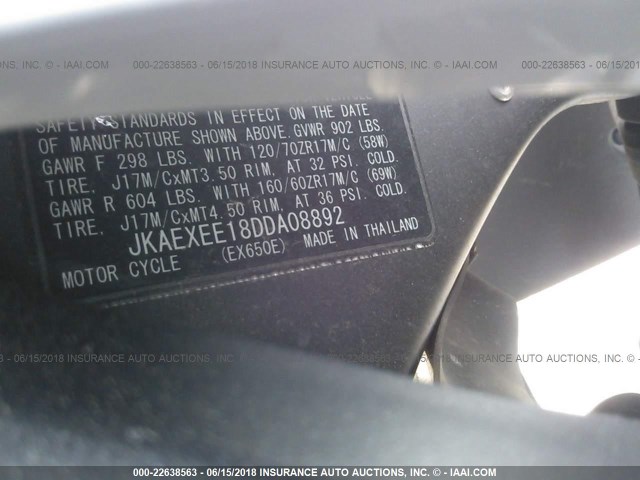 000-22638563 - 06/15/2018 INSURANCE AUTO AUCTIONS, INC. - © - IAAI.COM
SAFETY STANDARDS IN EFFECT ON THE DATE
OF MANUFACTURE SHOWN ABOVE. GVWR 902 LBS.
GAWR F 298 LBS. WITH 120/70ZR17M/C (58W)
TIRE. J17M/CxMT3.50 RIM. AT 32 PSI. COLD.
GAWR R 604 LBS. WITH 160/60ZR17M/C (69W)
TIRE. J17M/CxMT4.50 RIM. AT 36 PSI. COLD.
JKAEXEE18DDA08892
MOTOR CYCLE (EX650E) MADE IN THAILAND
000-22638563 - 06/15/2018 INSURANCE AUTO AUCTIONS, INC. - © - IAAI.COM
000-22638563 - 06/15/2018 INSURANCE AUTO AUCTIONS, INC. - © - IAAI.COM